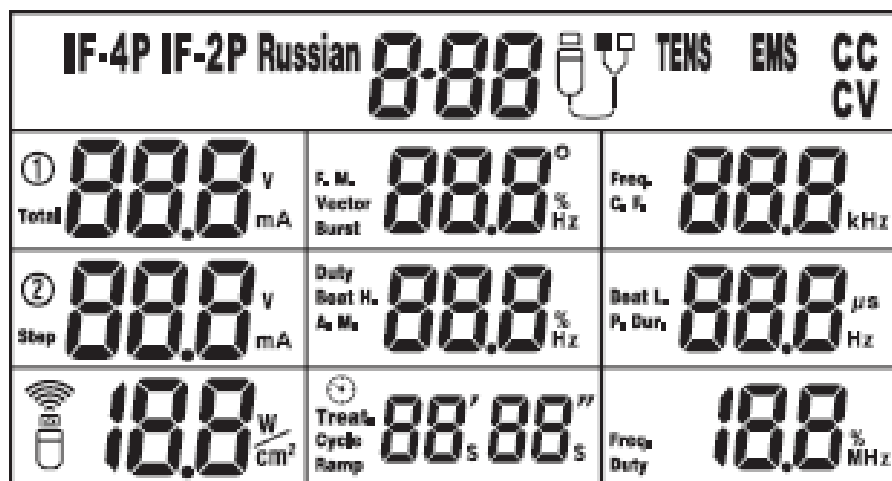 IF-4P IF-2P Russian 8:88 TENS EMS CC
CV
① 88.8 V
Total mA
F. M. 88.8 °
Vector %
Burst Hz
Freq. 88.8
C. F. kHz
② 88.8 V
Step mA
Duty 88.8
Beat H. %
A. M. Hz
Beat L. 88.8 µs
P. Dur. Hz
18.8 W/cm²
Treat. 88' 88"
Cycle s s
Ramp
Freq. 18.8 %
Duty MHz